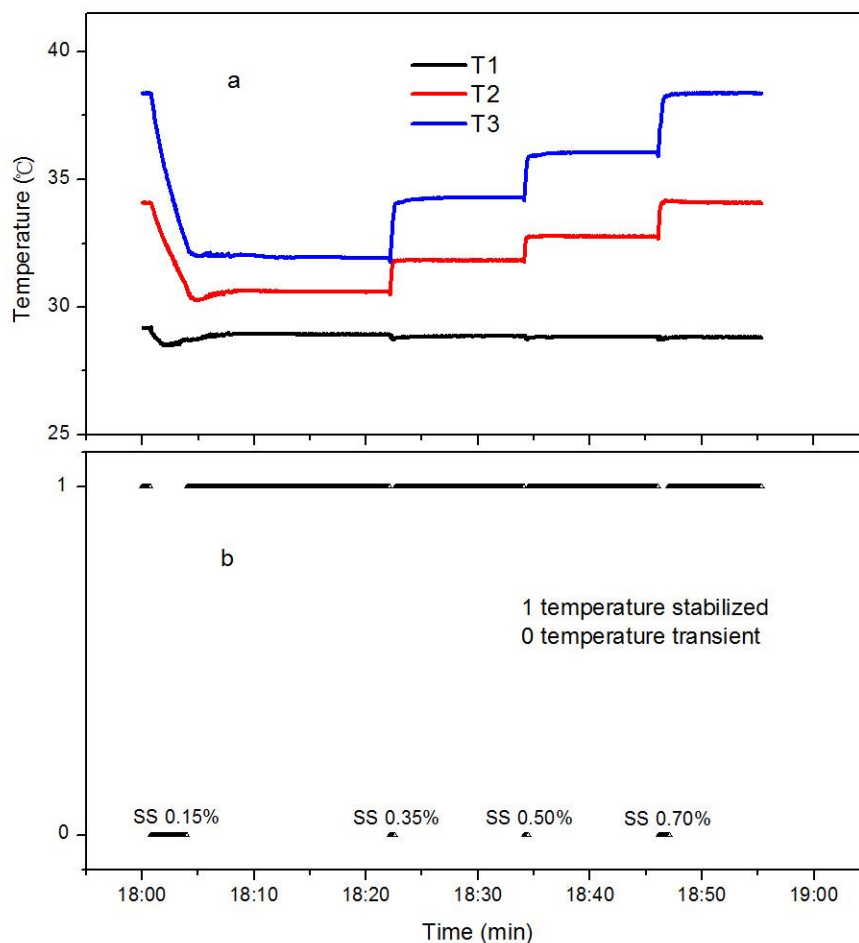 40
a
T1
T2
T3
35
Temperature (℃)
30
25
1
b
1 temperature stabilized
0 temperature transient
SS 0.15%
SS 0.35%
SS 0.50%
SS 0.70%
0
18:00
18:10
18:20
18:30
18:40
18:50
19:00
Time (min)